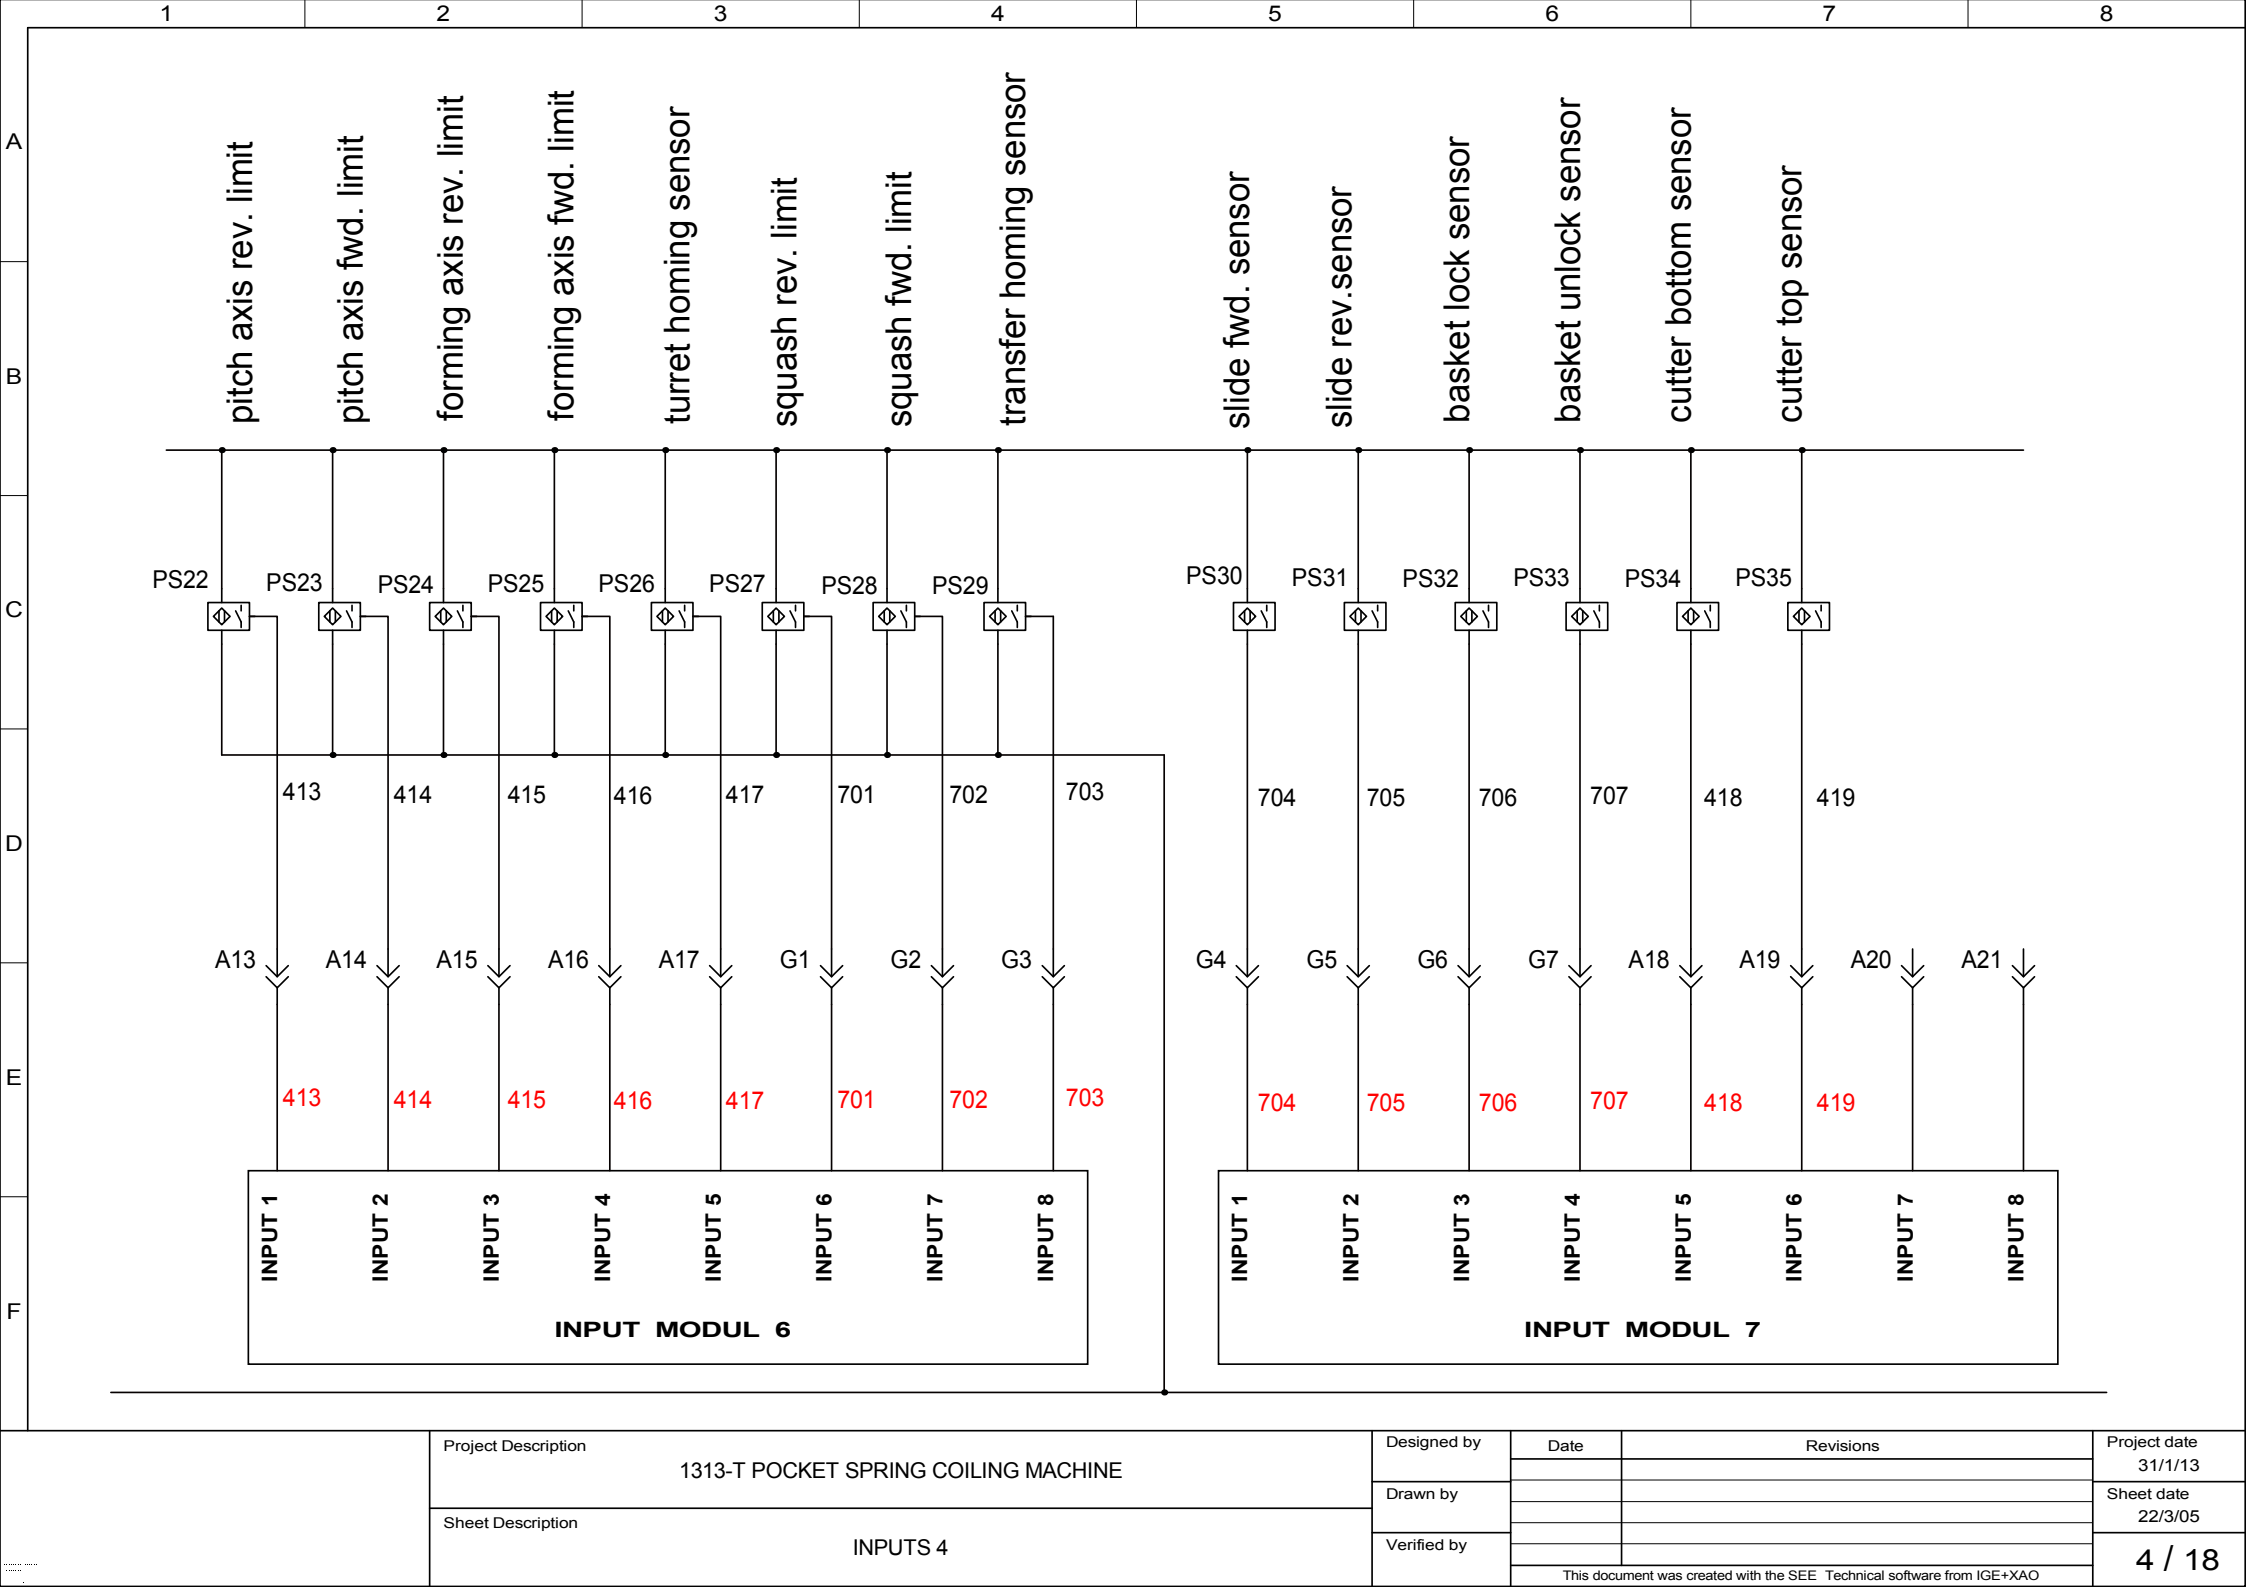 1 2 3 4 5 6 7 8
A
B
C
D
E
F
pitch axis rev. limit
pitch axis fwd. limit
forming axis rev. limit
forming axis fwd. limit
turret homing sensor
squash rev. limit
squash fwd. limit
transfer homing sensor
slide fwd. sensor
slide rev.sensor
basket lock sensor
basket unlock sensor
cutter bottom sensor
cutter top sensor
PS22 PS23 PS24 PS25 PS26 PS27 PS28 PS29 PS30 PS31 PS32 PS33 PS34 PS35
413 414 415 416 417 701 702 703 704 705 706 707 418 419
A13 A14 A15 A16 A17 G1 G2 G3 G4 G5 G6 G7 A18 A19 A20 A21
413 414 415 416 417 701 702 703 704 705 706 707 418 419
INPUT 1
INPUT 2
INPUT 3
INPUT 4
INPUT 5
INPUT 6
INPUT 7
INPUT 8
INPUT MODUL 6
INPUT 1
INPUT 2
INPUT 3
INPUT 4
INPUT 5
INPUT 6
INPUT 7
INPUT 8
INPUT MODUL 7
Project Description
1313-T POCKET SPRING COILING MACHINE
Sheet Description
INPUTS 4
Designed by
Drawn by
Verified by
Date Revisions
This document was created with the SEE Technical software from IGE+XAO
Project date
31/1/13
Sheet date
22/3/05
4 / 18